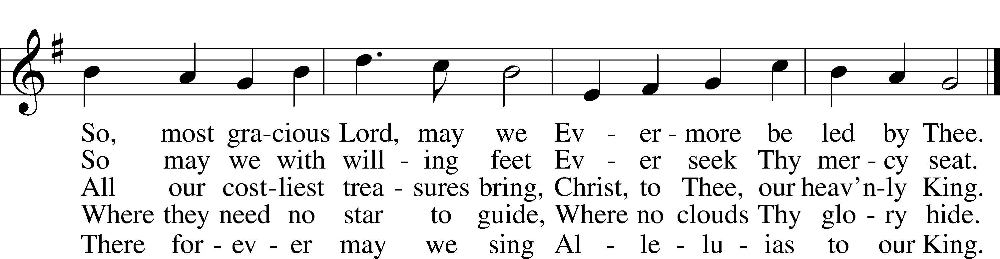 So, most gra-cious Lord, may we Ev - er - more be led by Thee.
So may we with will - ing feet Ev - er seek Thy mer - cy seat.
All our cost-liest trea - sures bring, Christ, to Thee, our heav'n-ly King.
Where they need no star to guide, Where no clouds Thy glo - ry hide.
There for - ev - er may we sing Al - le - lu - ias to our King.